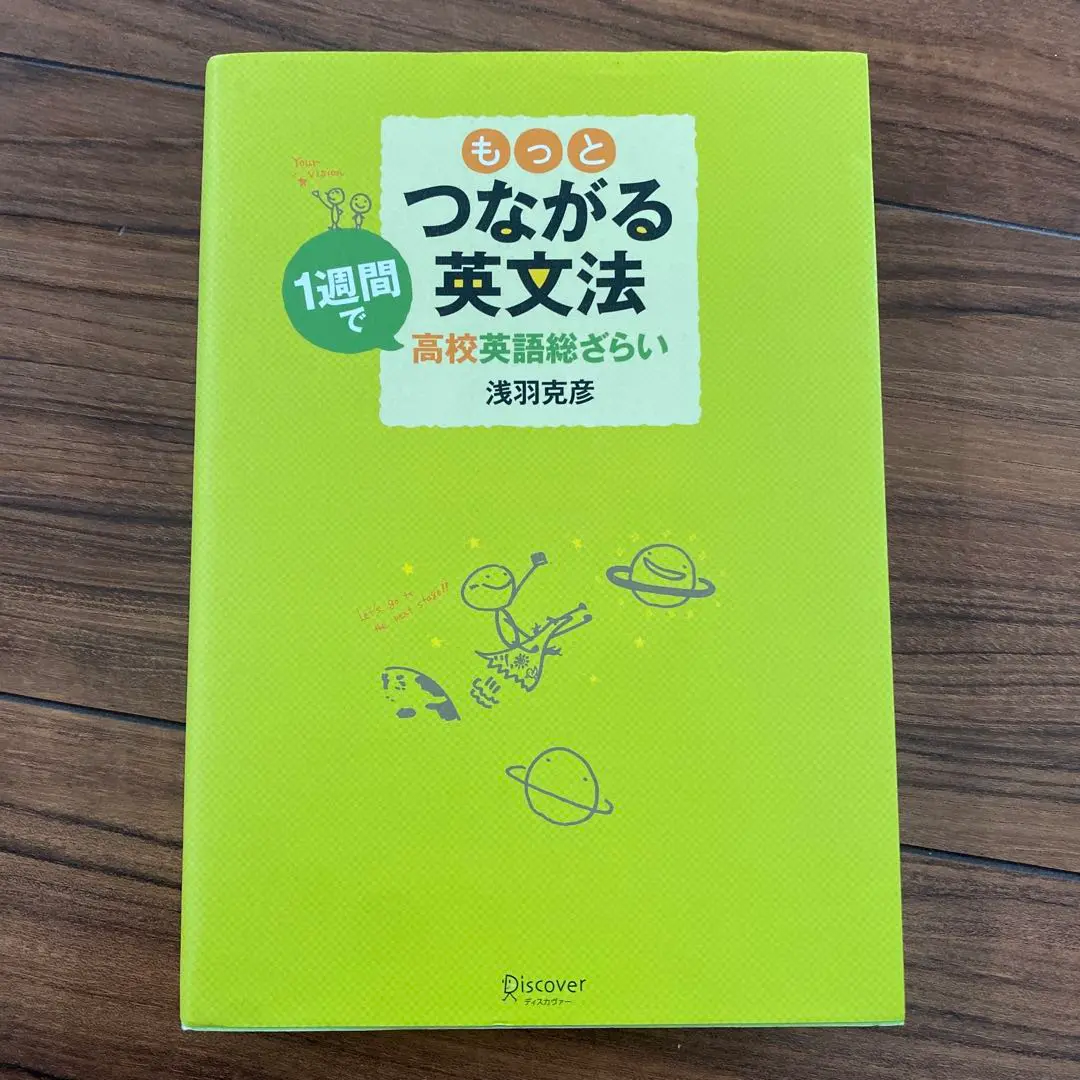 もっと
つながる
英文法
1週間
で
高校英語総ざらい
浅羽克彦
Your
vision
Let's go to
the next stage!!
Discover
ディスカヴァー